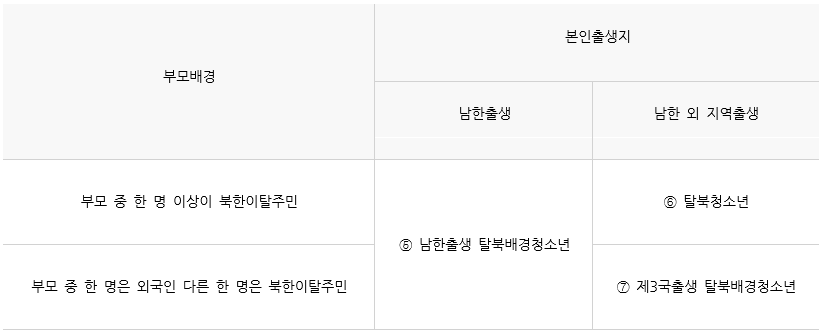 부모배경
본인출생지
남한출생
남한 외 지역출생
부모 중 한 명 이상이 북한이탈주민
⑧ 남한출생 탈북배경청소년
⑥ 탈북청소년
부모 중 한 명은 외국인 다른 한 명은 북한이탈주민
⑦ 제3국출생 탈북배경청소년